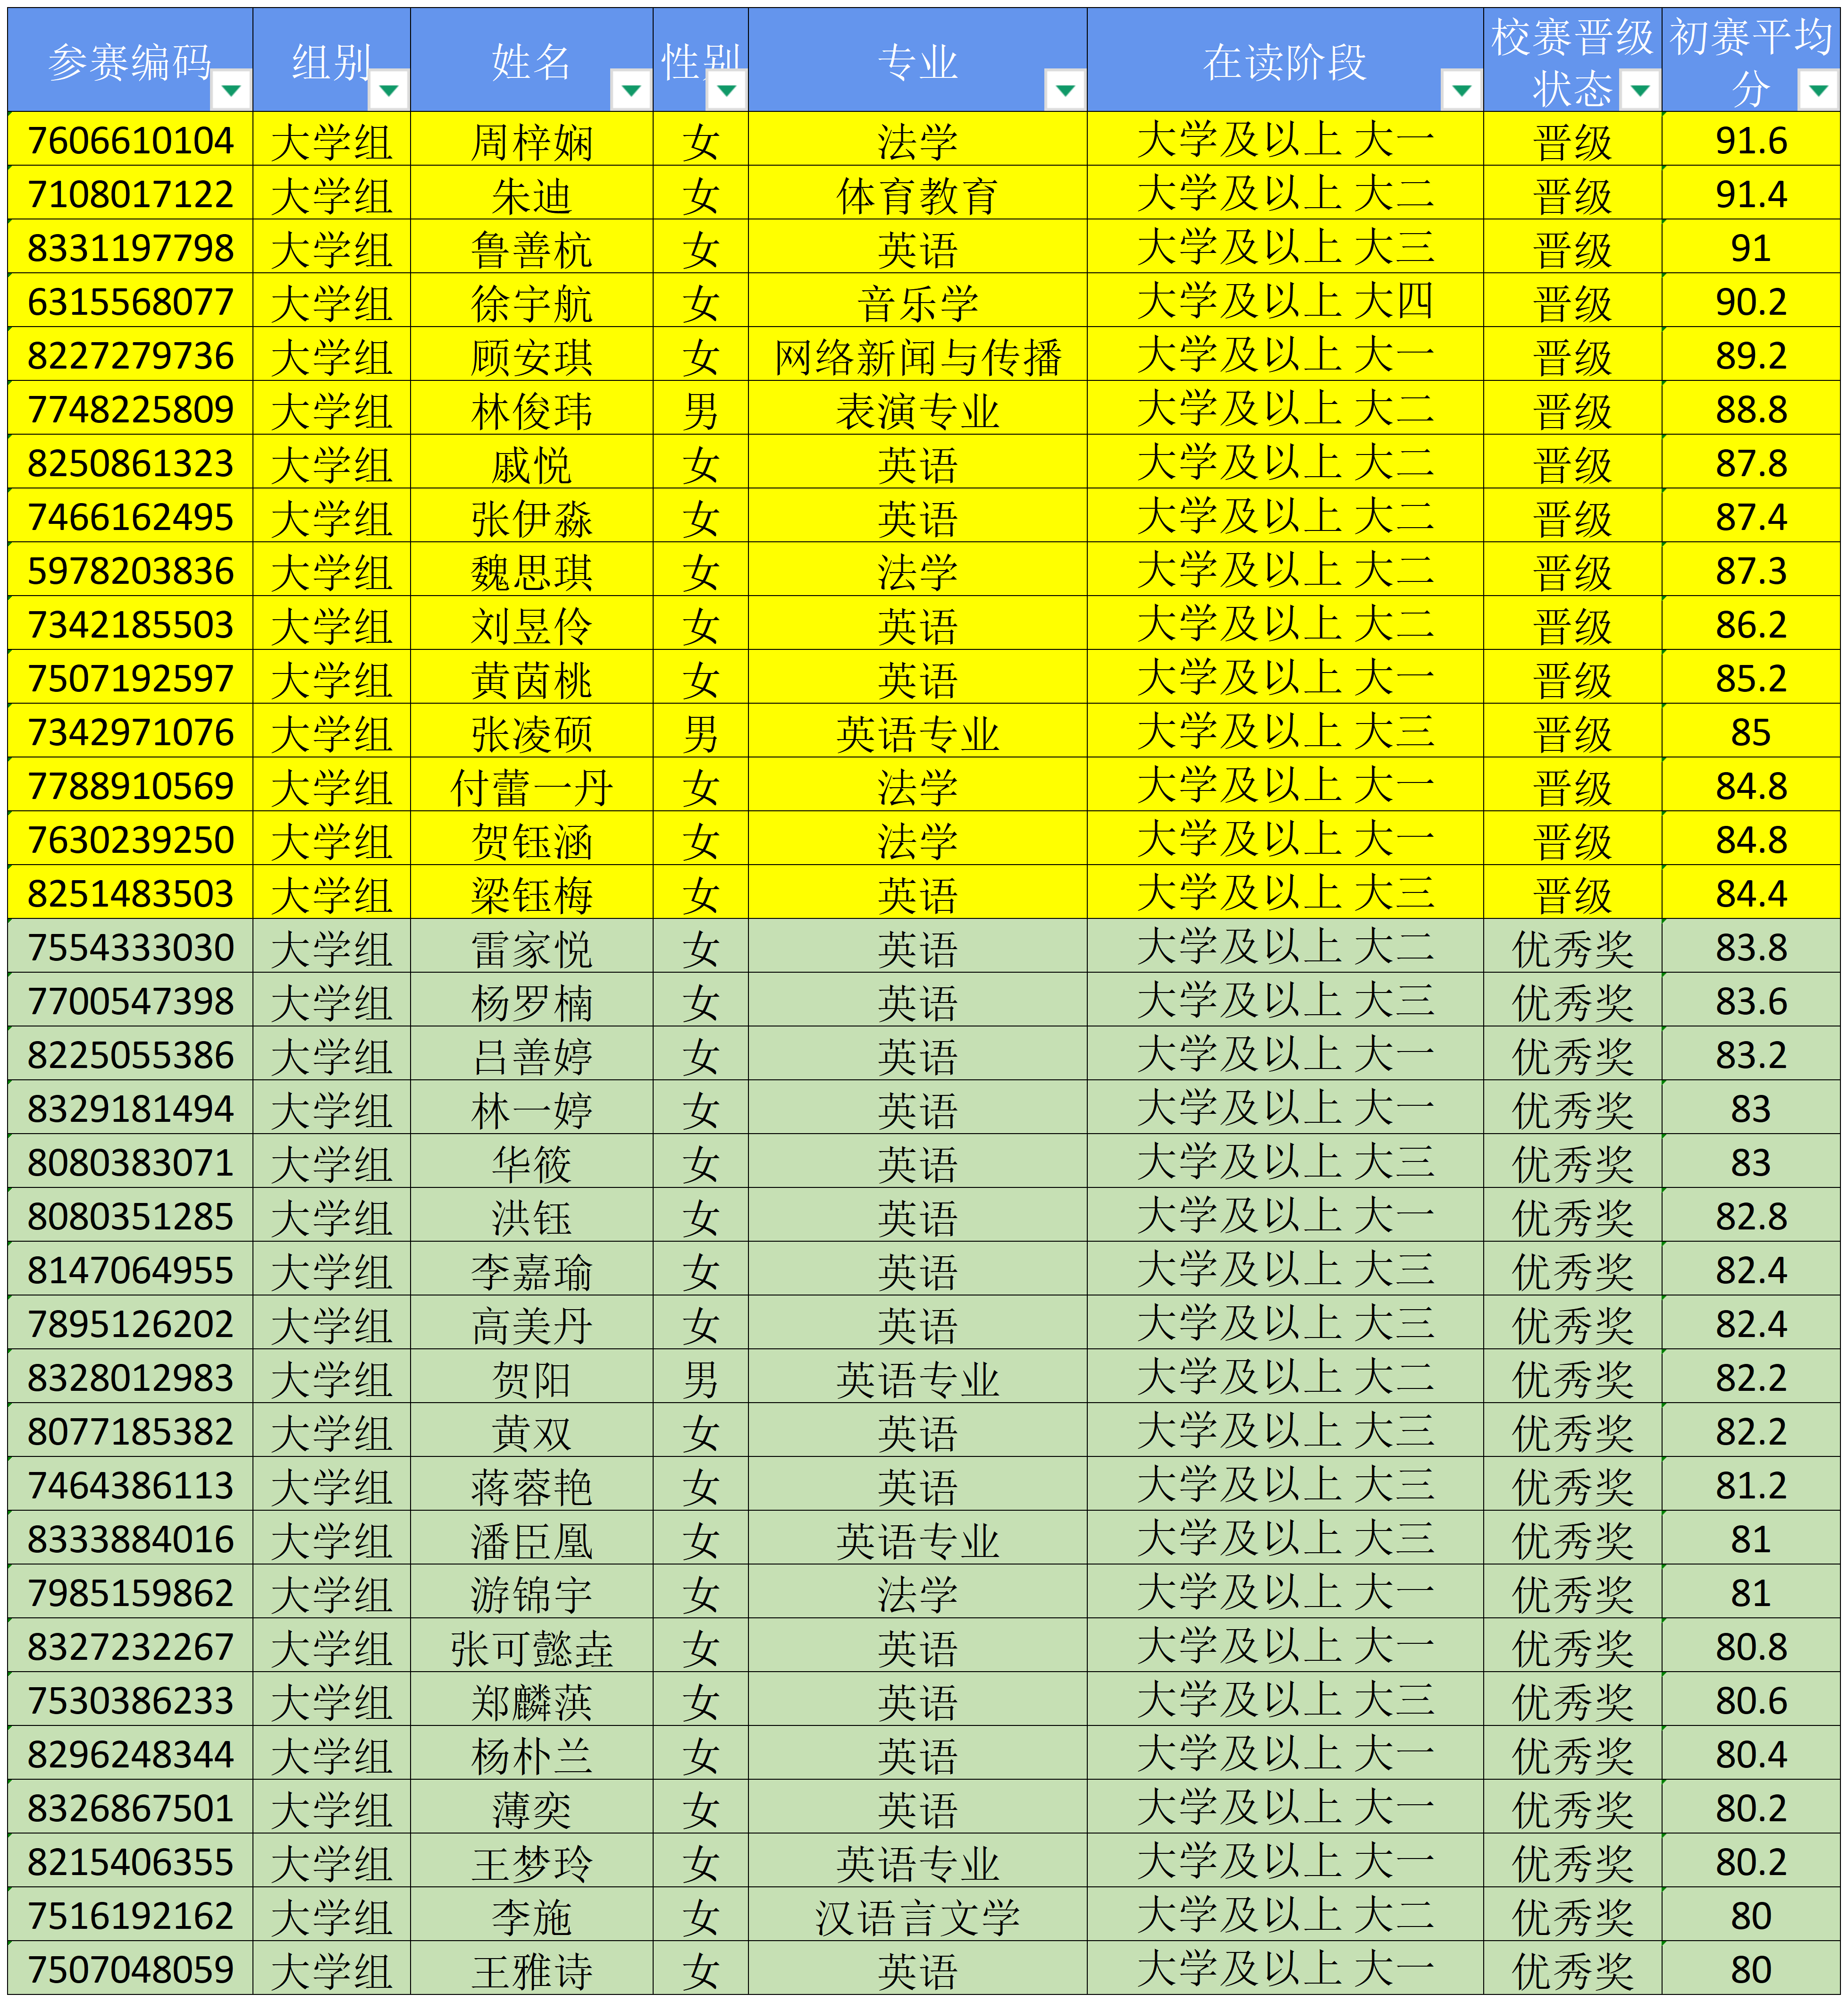 参赛编码 组别 姓名 性别 专业 在读阶段 校赛晋级状态 初赛平均分
7606610104 大学组 周梓娴 女 法学 大学及以上 大一 晋级 91.6
7108017122 大学组 朱迪 女 体育教育 大学及以上 大二 晋级 91.4
8331197798 大学组 鲁善杭 女 英语 大学及以上 大三 晋级 91
6315568077 大学组 徐宇航 女 音乐学 大学及以上 大四 晋级 90.2
8227279736 大学组 顾安琪 女 网络新闻与传播 大学及以上 大一 晋级 89.2
7748225809 大学组 林俊玮 男 表演专业 大学及以上 大二 晋级 88.8
8250861323 大学组 戚悦 女 英语 大学及以上 大二 晋级 87.8
7466162495 大学组 张伊淼 女 英语 大学及以上 大二 晋级 87.4
5978203836 大学组 魏思琪 女 法学 大学及以上 大二 晋级 87.3
7342185503 大学组 刘昱伶 女 英语 大学及以上 大二 晋级 86.2
7507192597 大学组 黄茵桃 女 英语 大学及以上 大一 晋级 85.2
7342971076 大学组 张凌硕 男 英语专业 大学及以上 大三 晋级 85
7788910569 大学组 付蕾一丹 女 法学 大学及以上 大一 晋级 84.8
7630239250 大学组 贺钰涵 女 法学 大学及以上 大一 晋级 84.8
8251483503 大学组 梁钰梅 女 英语 大学及以上 大三 晋级 84.4
7554333030 大学组 雷家悦 女 英语 大学及以上 大二 优秀奖 83.8
7700547398 大学组 杨罗楠 女 英语 大学及以上 大三 优秀奖 83.6
8225055386 大学组 吕善婷 女 英语 大学及以上 大一 优秀奖 83.2
8329181494 大学组 林一婷 女 英语 大学及以上 大一 优秀奖 83
8080383071 大学组 华筱 女 英语 大学及以上 大三 优秀奖 83
8080351285 大学组 洪钰 女 英语 大学及以上 大一 优秀奖 82.8
8147064955 大学组 李嘉瑜 女 英语 大学及以上 大三 优秀奖 82.4
7895126202 大学组 高美丹 女 英语 大学及以上 大三 优秀奖 82.4
8328012983 大学组 贺阳 男 英语专业 大学及以上 大二 优秀奖 82.2
8077185382 大学组 黄双 女 英语 大学及以上 大三 优秀奖 82.2
7464386113 大学组 蒋蓉艳 女 英语 大学及以上 大三 优秀奖 81.2
8333884016 大学组 潘臣凰 女 英语专业 大学及以上 大三 优秀奖 81
7985159862 大学组 游锦宇 女 法学 大学及以上 大一 优秀奖 81
8327232267 大学组 张可懿垚 女 英语 大学及以上 大一 优秀奖 80.8
7530386233 大学组 郑麟蓂 女 英语 大学及以上 大三 优秀奖 80.6
8296248344 大学组 杨朴兰 女 英语 大学及以上 大一 优秀奖 80.4
8326867501 大学组 薄奕 女 英语 大学及以上 大一 优秀奖 80.2
8215406355 大学组 王梦玲 女 英语专业 大学及以上 大一 优秀奖 80.2
7516192162 大学组 李施 女 汉语言文学 大学及以上 大二 优秀奖 80
7507048059 大学组 王雅诗 女 英语 大学及以上 大一 优秀奖 80